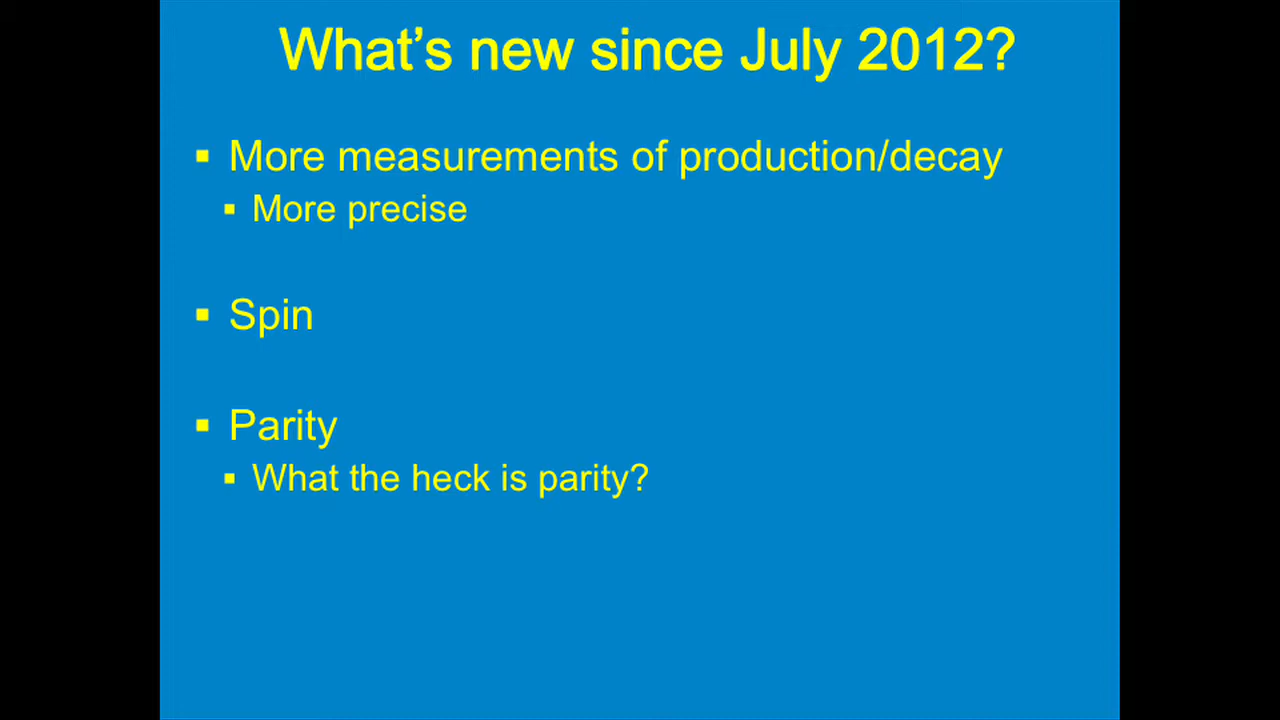 What’s new since July 2012?
▪ More measurements of production/decay
▪ More precise
▪ Spin
▪ Parity
▪ What the heck is parity?